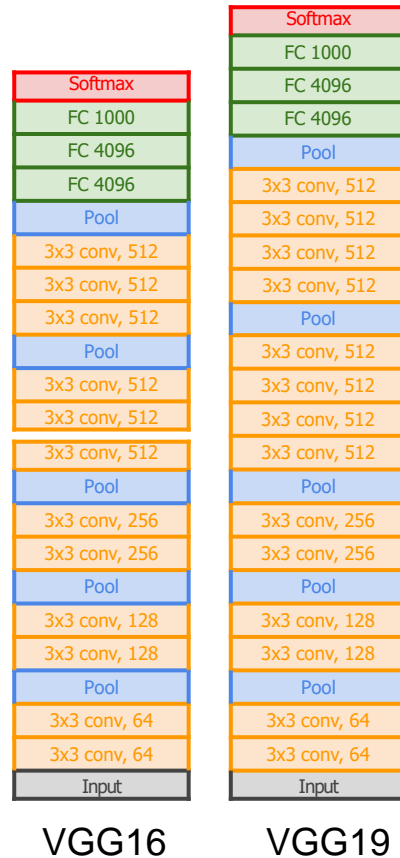 Softmax
FC 1000
FC 4096
FC 4096
Pool
3x3 conv, 512
3x3 conv, 512
3x3 conv, 512
Pool
3x3 conv, 512
3x3 conv, 512
3x3 conv, 512
Pool
3x3 conv, 256
3x3 conv, 256
Pool
3x3 conv, 128
3x3 conv, 128
Pool
3x3 conv, 64
3x3 conv, 64
Input
VGG16
Softmax
FC 1000
FC 4096
FC 4096
Pool
3x3 conv, 512
3x3 conv, 512
3x3 conv, 512
3x3 conv, 512
Pool
3x3 conv, 512
3x3 conv, 512
3x3 conv, 512
3x3 conv, 512
Pool
3x3 conv, 256
3x3 conv, 256
Pool
3x3 conv, 128
3x3 conv, 128
Pool
3x3 conv, 64
3x3 conv, 64
Input
VGG19